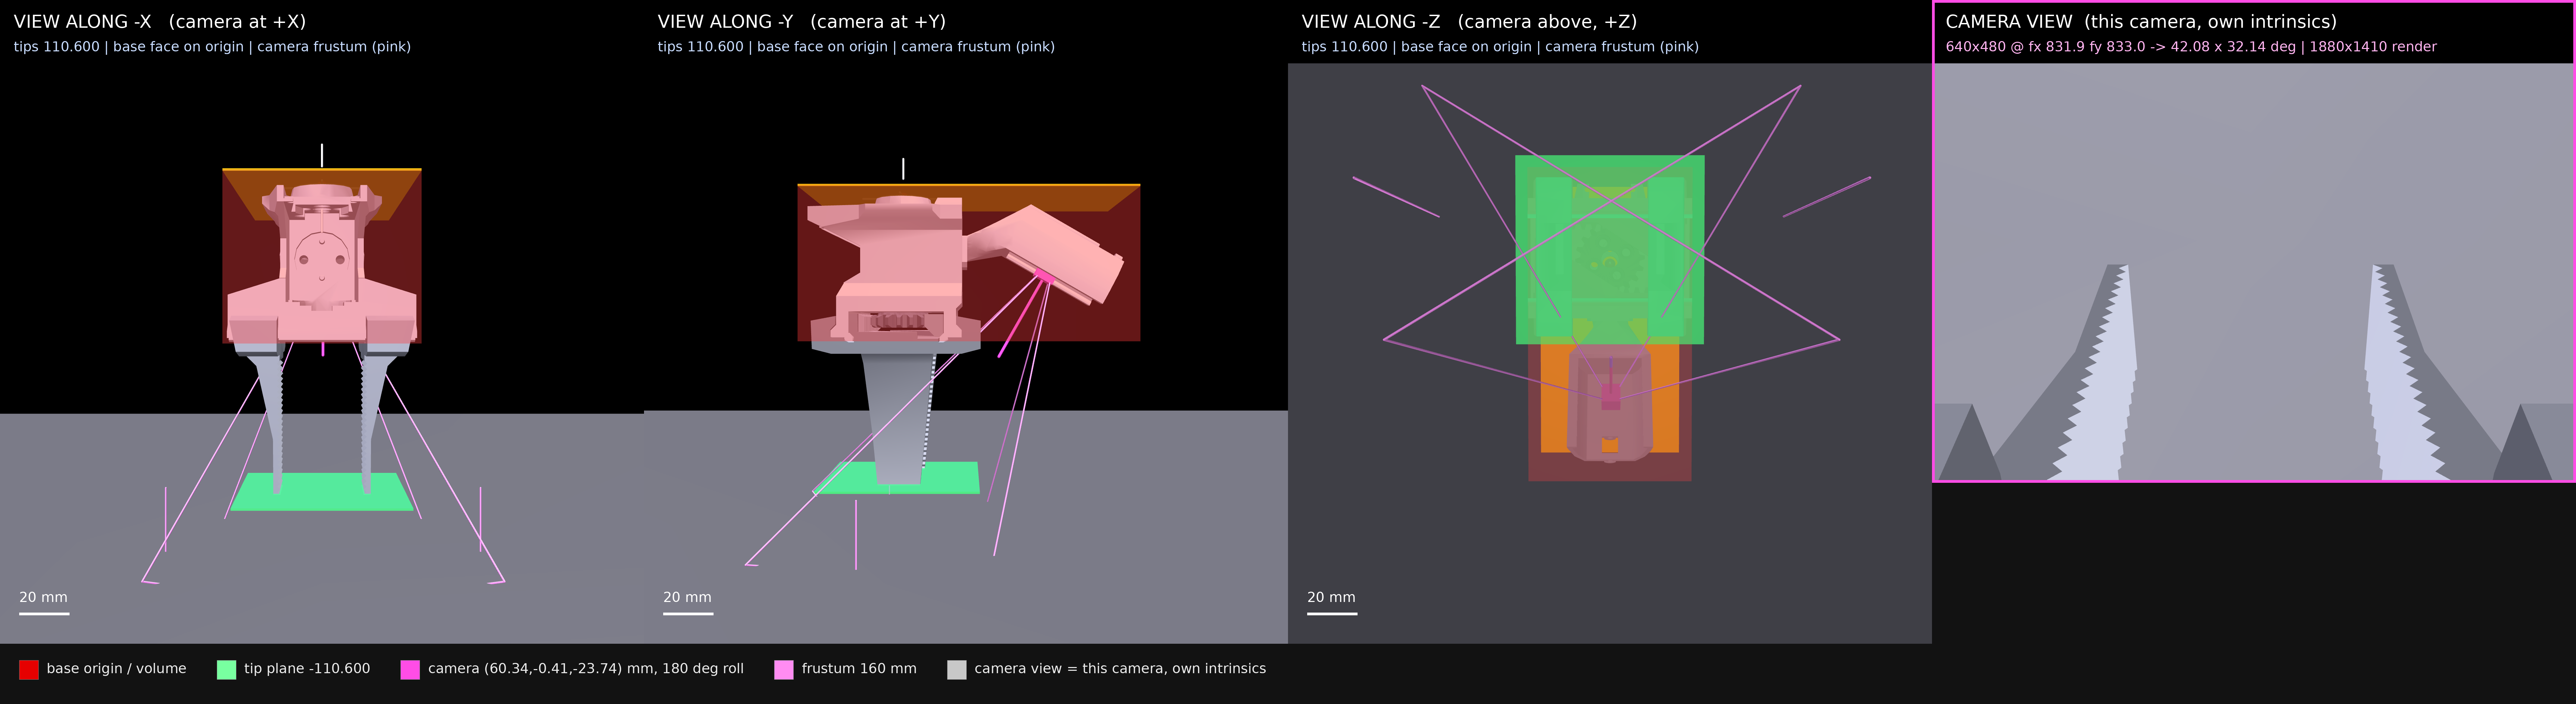 VIEW ALONG -X   (camera at +X)
tips 110.600 | base face on origin | camera frustum (pink)
20 mm
VIEW ALONG -Y   (camera at +Y)
tips 110.600 | base face on origin | camera frustum (pink)
20 mm
VIEW ALONG -Z   (camera above, +Z)
tips 110.600 | base face on origin | camera frustum (pink)
20 mm
CAMERA VIEW  (this camera, own intrinsics)
640x480 @ fx 831.9 fy 833.0 -> 42.08 x 32.14 deg | 1880x1410 render
base origin / volume
tip plane -110.600
camera (60.34,-0.41,-23.74) mm, 180 deg roll
frustum 160 mm
camera view = this camera, own intrinsics